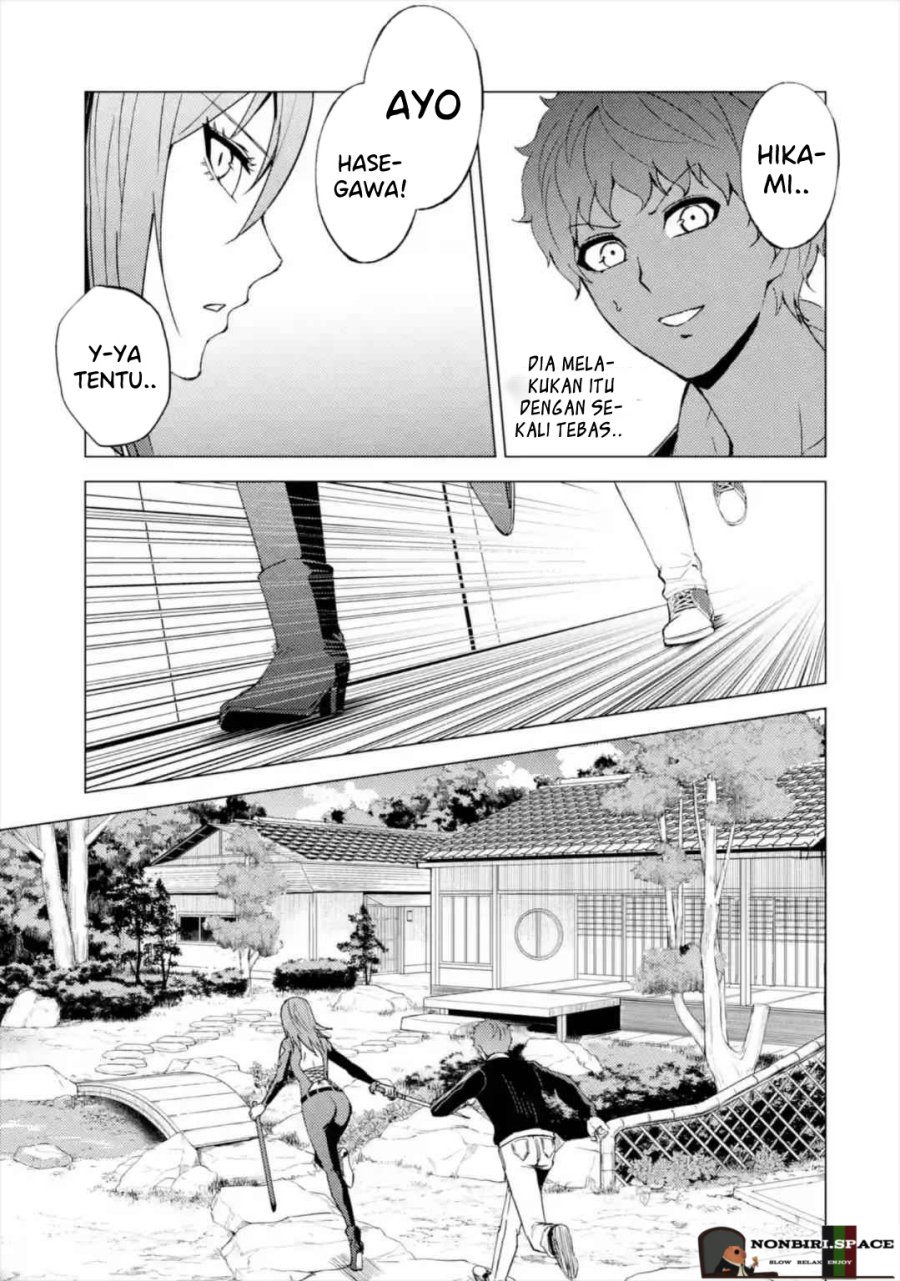 HIKA-
MI..
DIA MELA-
KUKAN ITU
DENGAN SE-
KALI TEBAS..
AYO
HASE-
GAWA!
Y-YA
TENTU..
NONBIRI.SPACE
SLOW RELAX ENJOY